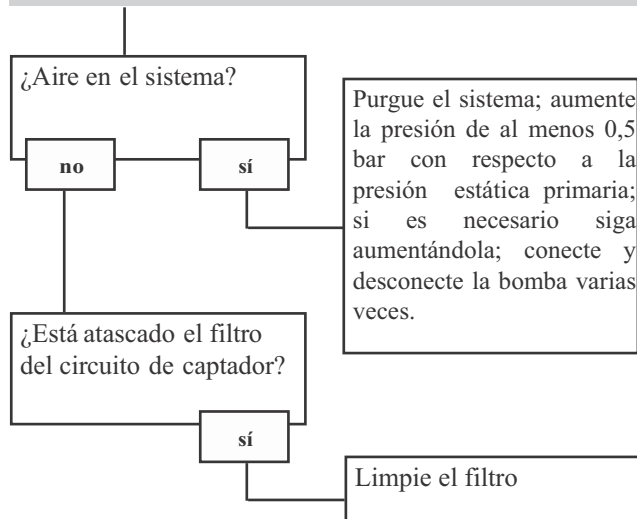 ¿Aire en el sistema?
no
sí
Purgue el sistema; aumente
la presión de al menos 0,5
bar con respecto a la
presión estática primaria;
si es necesario siga
aumentándola; conecte y
desconecte la bomba varias
veces.
¿Está atascado el filtro
del circuito de captador?
sí
Limpie el filtro